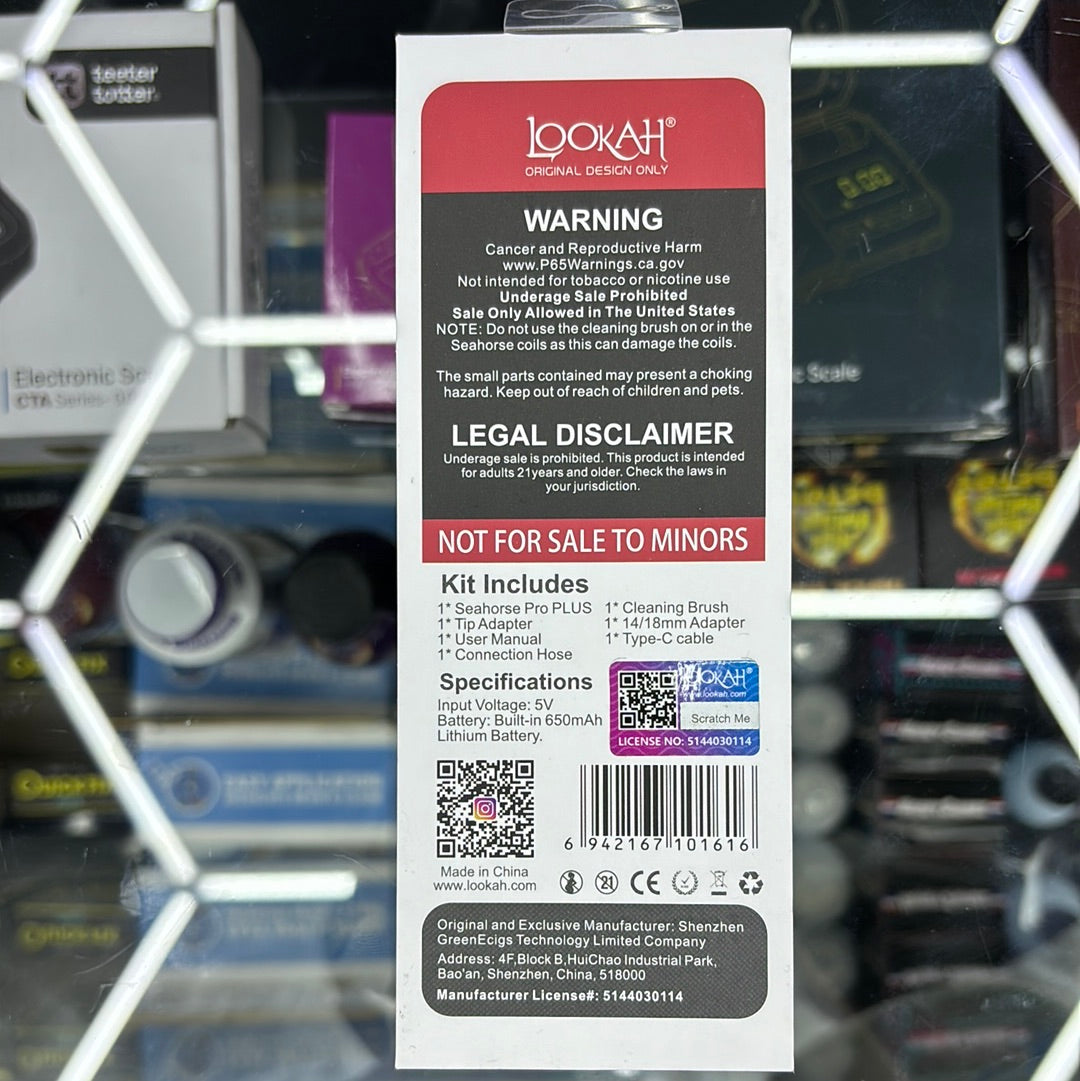 teeter
totter.
Electronic
CTA Series
Scale
LOOKAH®
ORIGINAL DESIGN ONLY
WARNING
Cancer and Reproductive Harm
www.P65Warnings.ca.gov
Not intended for tobacco or nicotine use
Underage Sale Prohibited
Sale Only Allowed in The United States
NOTE: Do not use the cleaning brush on or in the
Seahorse coils as this can damage the coils.
The small parts contained may present a choking
hazard. Keep out of reach of children and pets.
LEGAL DISCLAIMER
Underage sale is prohibited. This product is intended
for adults 21years and older. Check the laws in
your jurisdiction.
NOT FOR SALE TO MINORS
Kit Includes
1* Seahorse Pro PLUS
1* Tip Adapter
1* User Manual
1* Connection Hose
1* Cleaning Brush
1* 14/18mm Adapter
1* Type-C cable
Specifications
Input Voltage: 5V
Battery: Built-in 650mAh
Lithium Battery.
LOOKAH®
www.lookah.com
Scratch Me
LICENSE NO: 5144030114
6 942167 101616
Made in China
www.lookah.com
21
CE
Original and Exclusive Manufacturer: Shenzhen
GreenEcigs Technology Limited Company
Address: 4F,Block B,HuiChao Industrial Park,
Bao'an, Shenzhen, China, 518000
Manufacturer License#: 5144030114